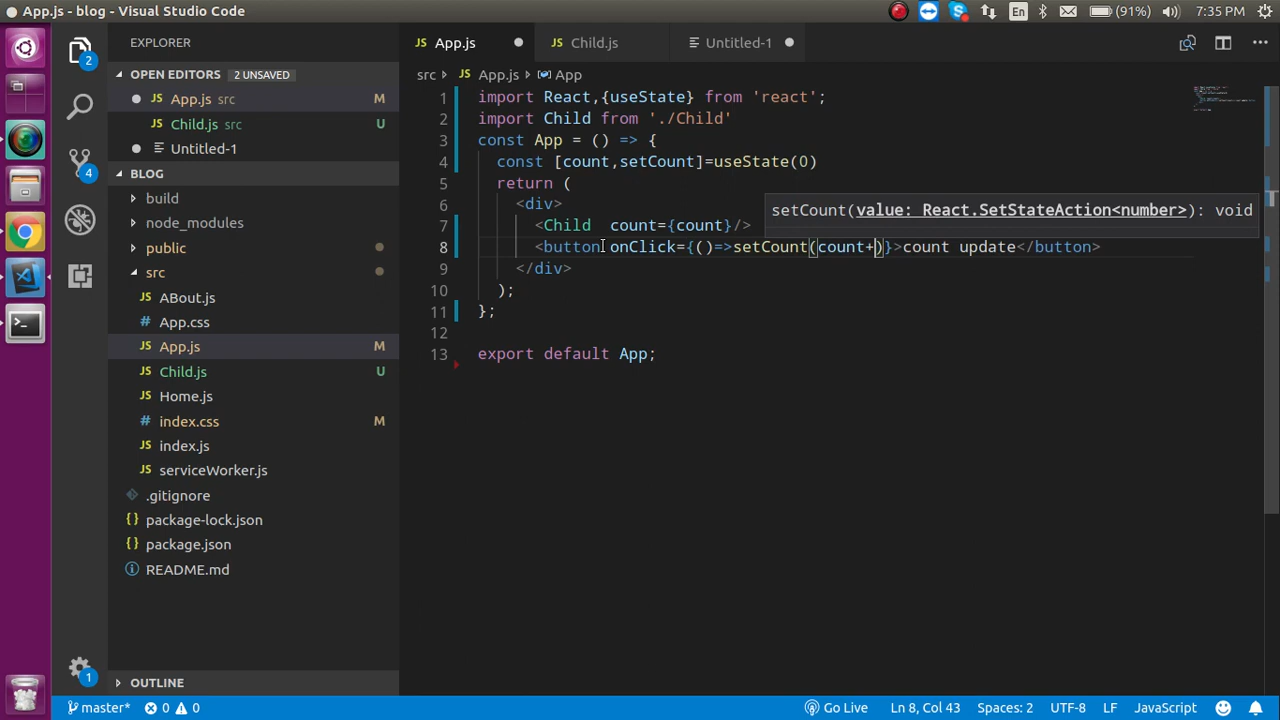 App.js - blog - Visual Studio Code
En
(91%)
7:35 PM
EXPLORER
2
OPEN EDITORS 2 UNSAVED
App.js src M
Child.js src U
Untitled-1
4
BLOG
build
node_modules
public
src
ABout.js
App.css
App.js M
Child.js U
Home.js
index.css M
index.js
serviceWorker.js
.gitignore
package-lock.json
package.json
README.md
OUTLINE
1
App.js
Child.js
Untitled-1
src › JS App.js › App
1 import React,{useState} from 'react';
2 import Child from './Child'
3 const App = () => {
4 const [count,setCount]=useState(0)
5 return (
6 <div>
setCount(value: React.SetStateAction<number>): void
7 <Child count={count}/>
8 <button onClick={()=>setCount(count+)}>count update</button>
9 </div>
10 );
11 };
12
13 export default App;
master* 0 0
Go Live Ln 8, Col 43 Spaces: 2 UTF-8 LF JavaScript